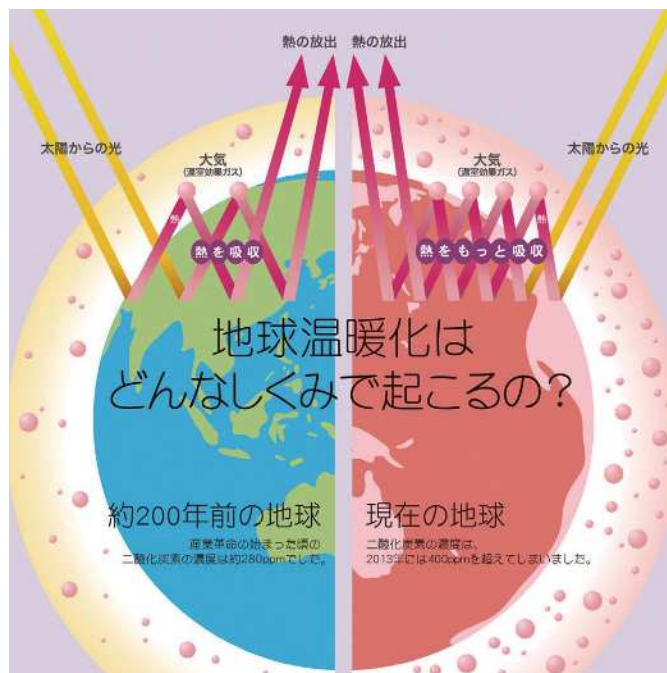 熱の放出 熱の放出
太陽からの光
大気
(温室効果ガス)
熱
熱を吸収
大気
(温室効果ガス)
太陽からの光
熱
熱をもっと吸収
地球温暖化は
どんなしくみで起こるの？
約200年前の地球
産業革命の始まった頃の
二酸化炭素の濃度は約280ppmでした。
現在の地球
二酸化炭素の濃度は、
2013年には400ppmを超えてしまいました。